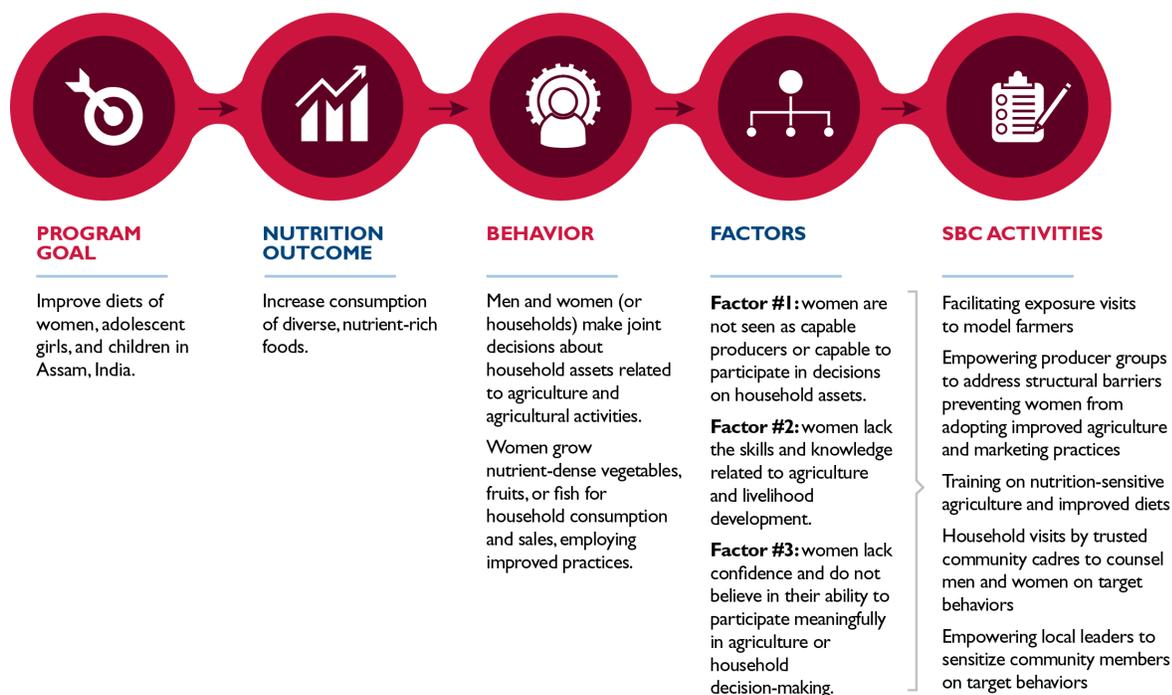 PROGRAM
GOAL
Improve diets of
women, adolescent
girls, and children in
Assam, India.
NUTRITION
OUTCOME
Increase consumption
of diverse, nutrient-rich
foods.
BEHAVIOR
Men and women (or
households) make joint
decisions about
household assets related
to agriculture and
agricultural activities.
Women grow
nutrient-dense vegetables,
fruits, or fish for
household consumption
and sales, employing
improved practices.
FACTORS
Factor #1: women are
not seen as capable
producers or capable to
participate in decisions
on household assets.
Factor #2: women lack
the skills and knowledge
related to agriculture
and livelihood
development.
Factor #3: women lack
confidence and do not
believe in their ability to
participate meaningfully
in agriculture or
household
decision-making.
SBC ACTIVITIES
Facilitating exposure visits
to model farmers
Empowering producer groups
to address structural barriers
preventing women from
adopting improved agriculture
and marketing practices
Training on nutrition-sensitive
agriculture and improved diets
Household visits by trusted
community cadres to counsel
men and women on target
behaviors
Empowering local leaders to
sensitize community members
on target behaviors